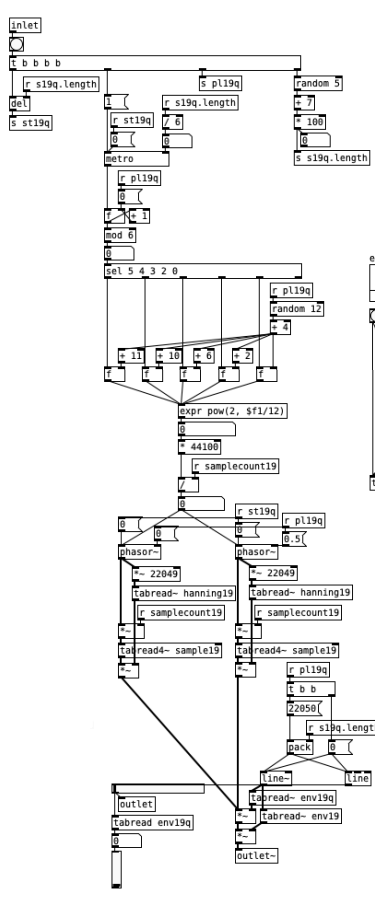 inlet
t b b b b
r s19q.length
s pl19q
random 5
del
1
r s19q.length
+ 7
s st19q
r st19q
/ 6
* 100
0
0
0
metro
s s19q.length
r pl19q
0
f
+ 1
mod 6
0
sel 5 4 3 2 0
r pl19q
random 12
+ 4
+ 11
+ 10
+ 6
+ 2
f
f
f
f
f
expr pow(2, $f1/12)
0
* 44100
r samplecount19
/
0
r st19q
0
0
0
r pl19q
0.5
phasor~
phasor~
*~ 22049
*~ 22049
tabread~ hanning19
tabread~ hanning19
r samplecount19
r samplecount19
*~
*~
tabread4~ sample19
tabread4~ sample19
*~
*~
r pl19q
t b b
22050
r s19q.lengt
pack
0
line~
line
outlet
tabread~ env19q
tabread env19q
*~
tabread~ env19
0
*~
outlet~